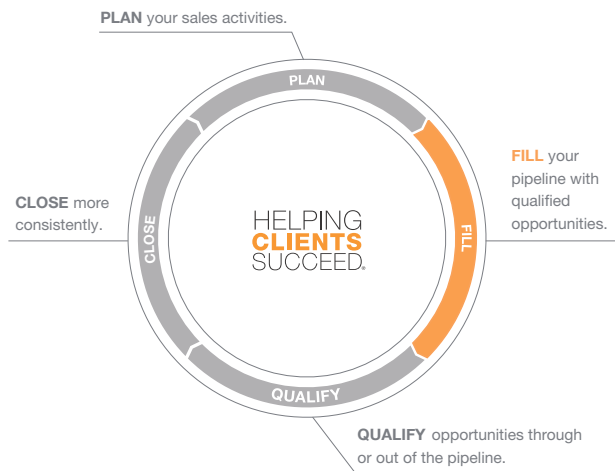 PLAN your sales activities.
PLAN
FILL your
pipeline with
qualified
opportunities.
FILL
CLOSE more
consistently.
CLOSE
HELPING
CLIENTS
SUCCEED®
QUALIFY
QUALIFY opportunities through
or out of the pipeline.